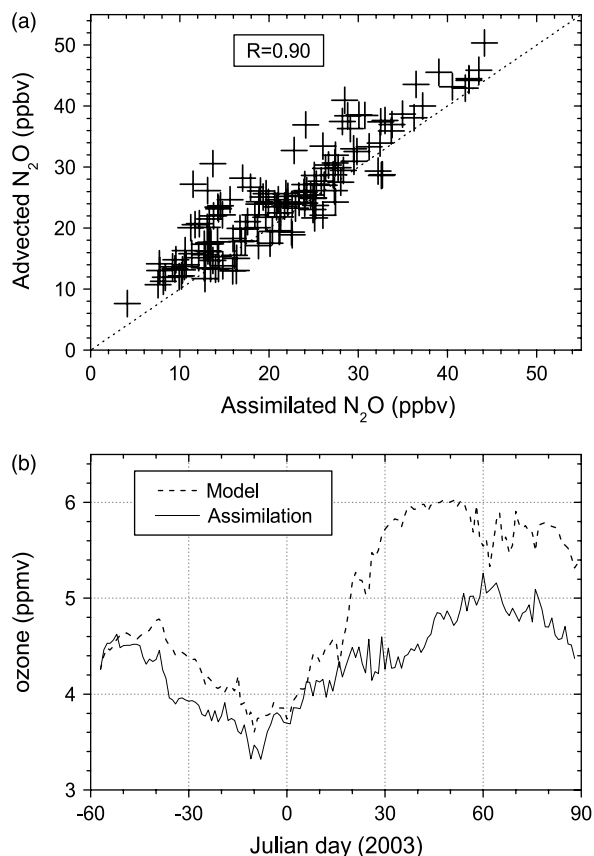 (a)
R=0.90
Advected N₂O (ppbv)
50
40
30
20
10
0
0 10 20 30 40 50
Assimilated N₂O (ppbv)
(b)
Model
Assimilation
ozone (ppmv)
6
5
4
3
-60 -30 0 30 60 90
Julian day (2003)